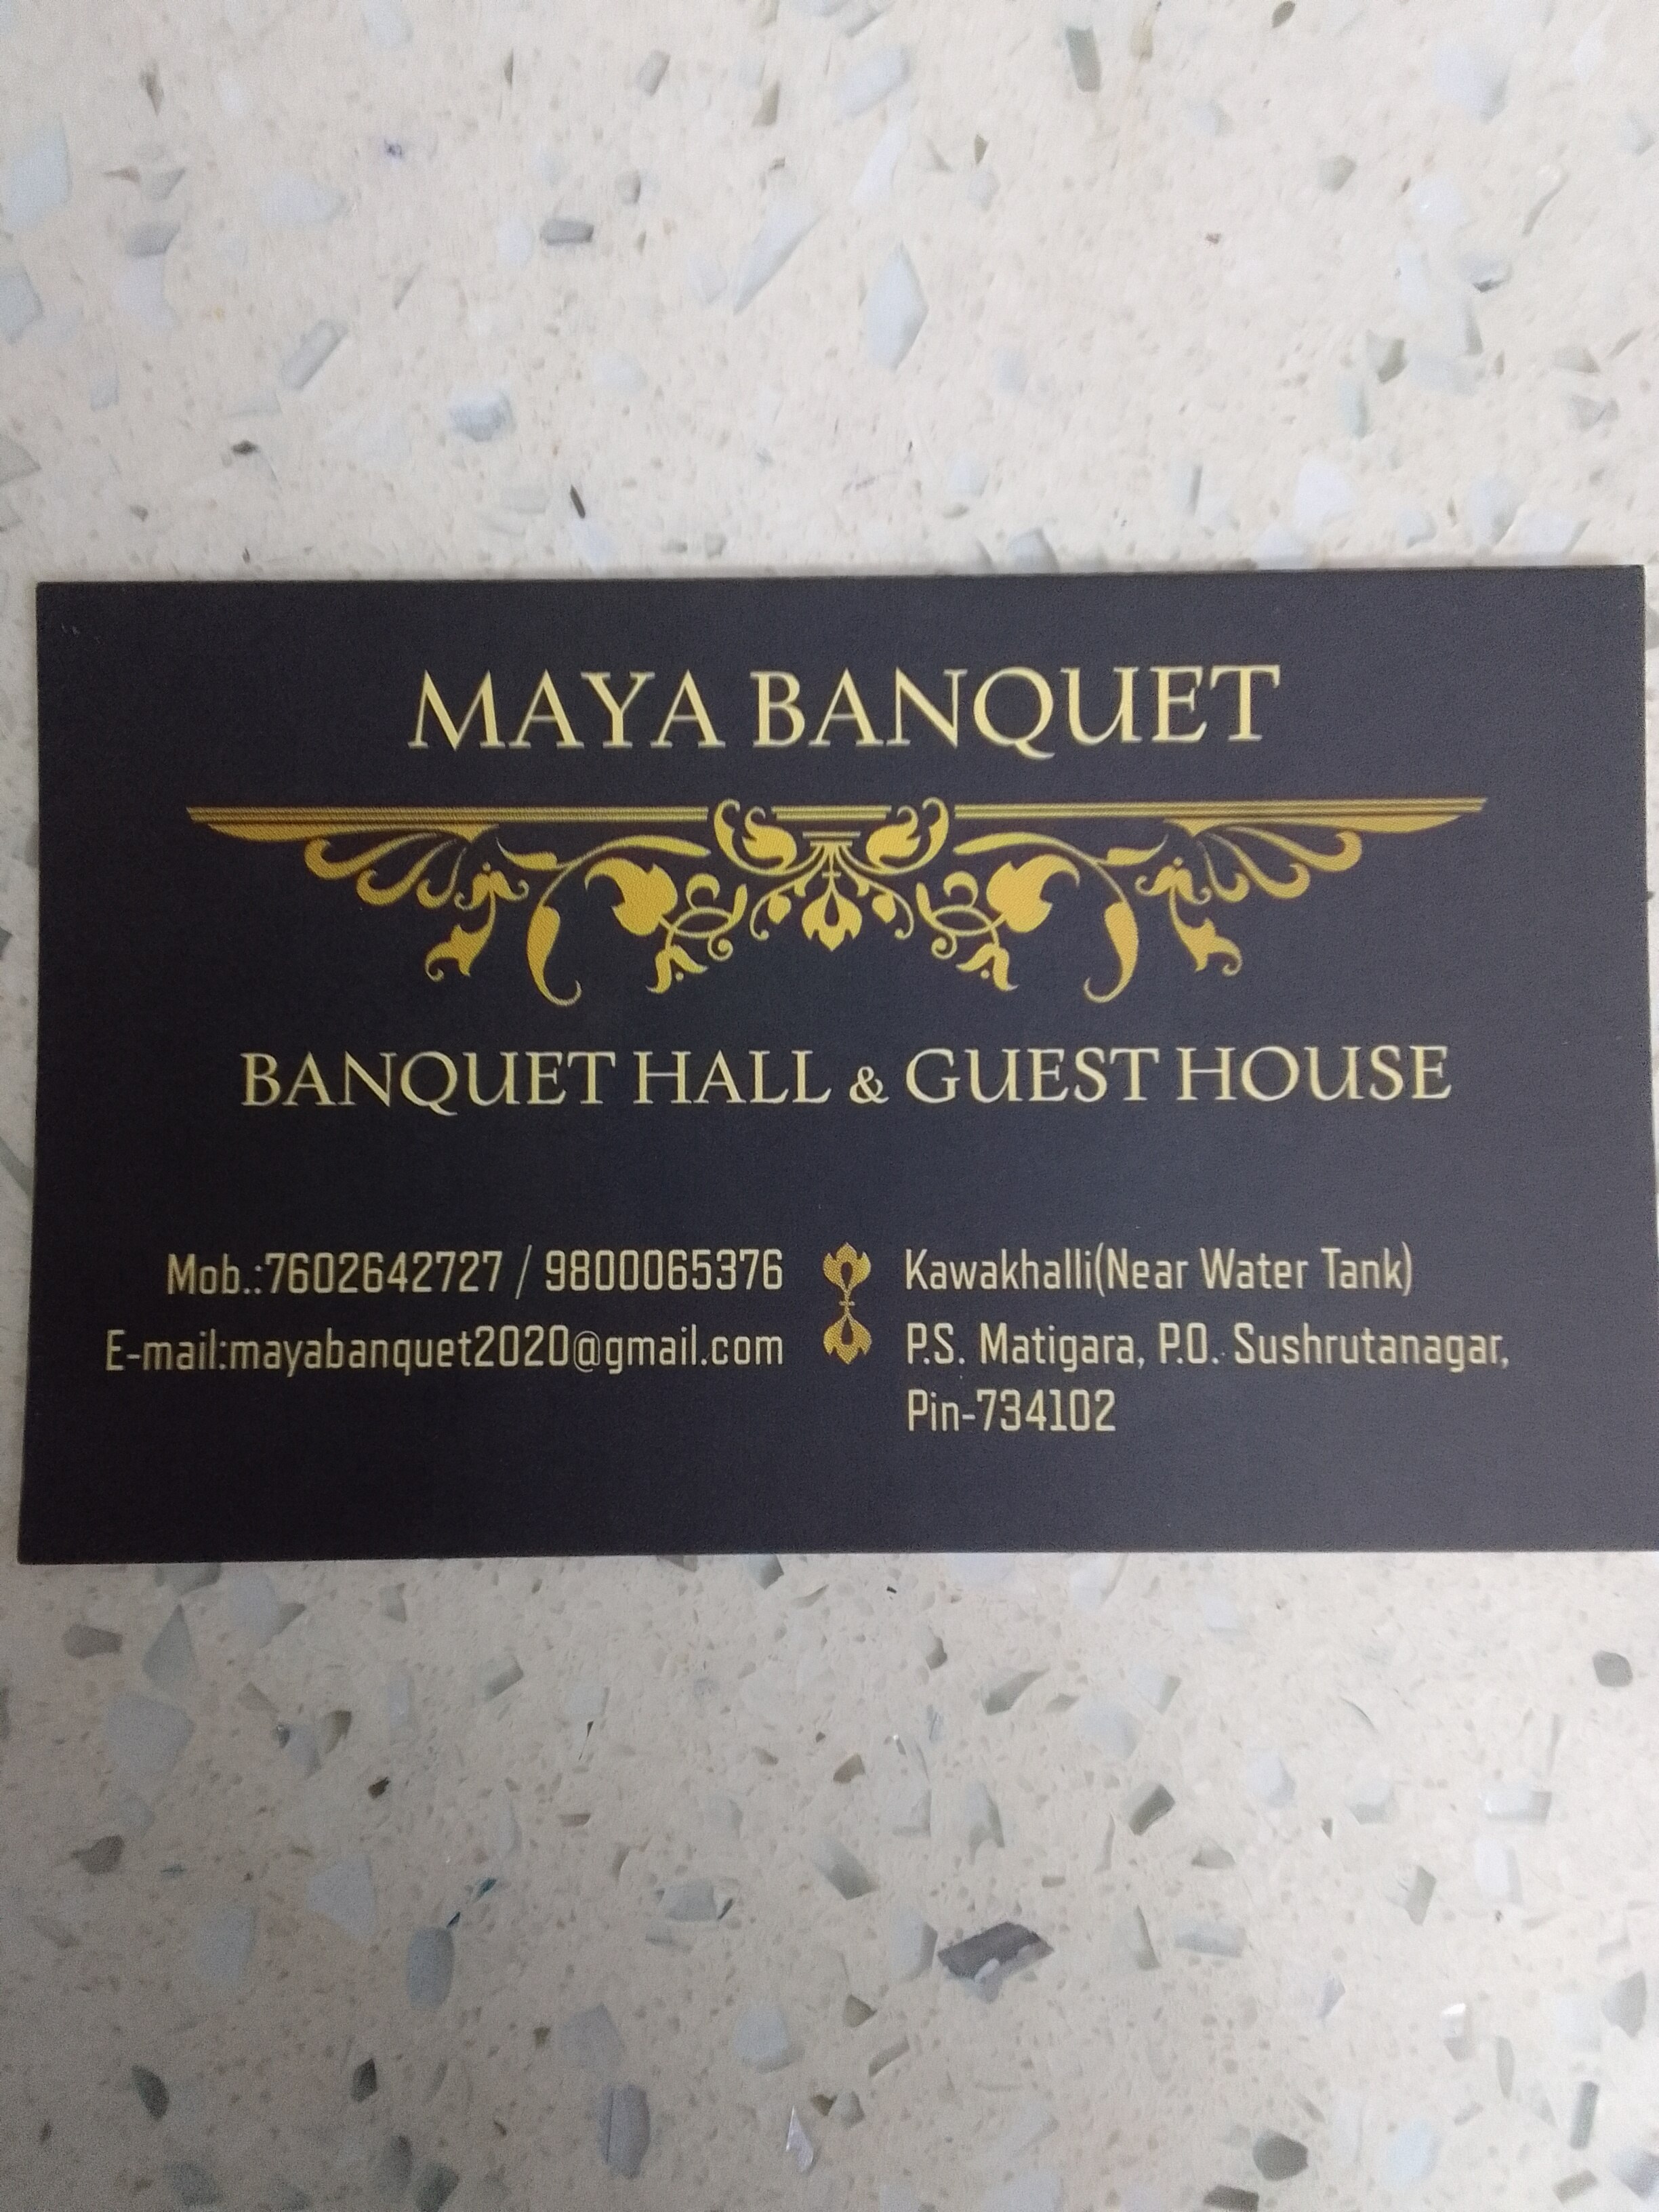 MAYA BANQUET
BANQUET HALL & GUEST HOUSE
Mob.:7602642727 / 9800065376
E-mail:mayabanquet2020@gmail.com
Kawakhalli(Near Water Tank)
P.S. Matigara, P.O. Sushrutanagar,
Pin-734102